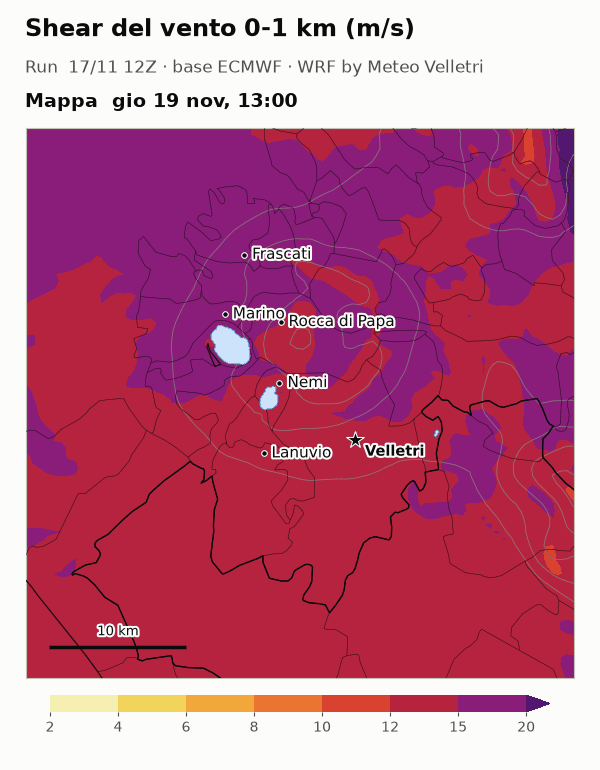 Shear del vento 0-1 km (m/s)
Run 17/11 12Z · base ECMWF · WRF by Meteo Velletri
Mappa gio 19 nov, 13:00
Frascati
Marino
Rocca di Papa
Nemi
Velletri
Lanuvio
10 km
2 4 6 8 10 12 15 20